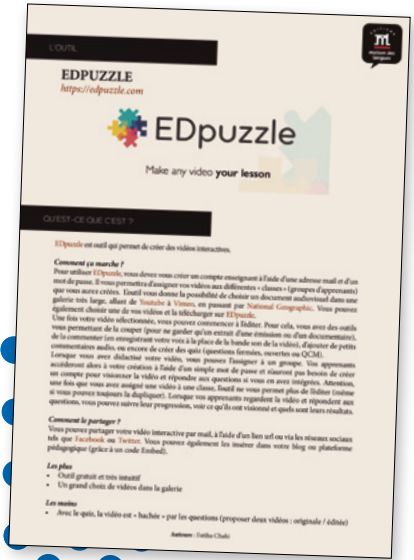 L'OUTIL
ÉDITIONS
maison des
langues
EDPUZZLE
https://edpuzzle.com
EDpuzzle
Make any video your lesson
QU'EST-CE QUE C'EST ?
EDpuzzle est outil qui permet de créer des vidéos interactives.
Comment ça marche ?
Pour utiliser EDpuzzle, vous devez vous créer un compte enseignant à l'aide d'une adresse mail et d'un
mot de passe. Il vous permettra d'assigner vos vidéos aux différentes « classes » (groupes d'apprenants)
que vous aurez créées. L'outil vous donne la possibilité de choisir un document audiovisuel dans une
galerie très large, allant de Youtube à Vimeo, en passant par National Geographic. Vous pouvez
également choisir une de vos vidéos et la télécharger sur EDpuzzle.
Une fois votre vidéo sélectionnée, vous pouvez commencer à l'éditer. Pour cela, vous avez des outils
vous permettant de la couper (pour ne garder qu'un extrait d'une émission ou d'un documentaire),
de la commenter (en enregistrant votre voix à la place de la bande son de la vidéo), d'ajouter de petits
commentaires audio, ou encore de créer des quiz (questions fermées, ouvertes ou QCM).
Lorsque vous avez didactisé votre vidéo, vous pouvez l'assigner à un groupe. Vos apprenants
accéderont alors à votre création à l'aide d'un simple mot de passe et n'auront pas besoin de créer
un compte pour visionner la vidéo et répondre aux questions si vous en avez intégrées. Attention,
une fois que vous avez assigné une vidéo à une classe, l'outil ne vous permet plus de l'éditer (même
si vous pouvez toujours la dupliquer). Lorsque vos apprenants regardent la vidéo et répondent aux
questions, vous pouvez suivre leur progression, voir ce qu'ils ont visionné et quels sont leurs résultats.
Comment le partager ?
Vous pouvez partager votre vidéo interactive par mail, à l'aide d'un lien url ou via les réseaux sociaux
tels que Facebook ou Twitter. Vous pouvez également les insérer dans votre blog ou plateforme
pédagogique (grâce à un code Embed).
Les plus
• Outil gratuit et très intuitif
• Un grand choix de vidéos dans la galerie
Les moins
• Avec le quiz, la vidéo est « hachée » par les questions (proposer deux vidéos : originale / éditée)
Auteure : Fatiha Chahi